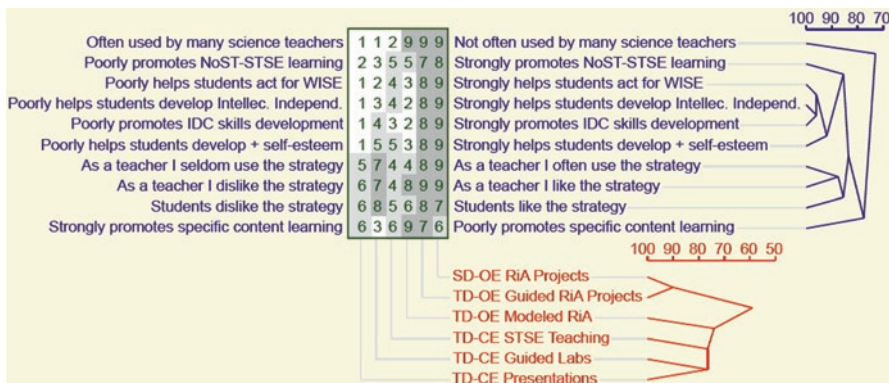 100 90 80 70
Often used by many science teachers 1 1 2 9 9 9 Not often used by many science teachers
Poorly promotes NoST-STSE learning 2 3 5 5 7 8 Strongly promotes NoST-STSE learning
Poorly helps students act for WISE 1 2 4 3 8 9 Strongly helps students act for WISE
Poorly helps students develop Intellec. Independ. 1 3 4 2 8 9 Strongly helps students develop Intellec. Independ.
Poorly promotes IDC skills development 1 4 3 2 8 9 Strongly promotes IDC skills development
Poorly helps students develop + self-esteem 1 5 5 3 8 9 Strongly helps students develop + self-esteem
As a teacher I seldom use the strategy 5 7 4 4 8 9 As a teacher I often use the strategy
As a teacher I dislike the strategy 6 7 4 8 9 9 As a teacher I like the strategy
Students dislike the strategy 6 8 5 6 8 7 Students like the strategy
Strongly promotes specific content learning 6 3 6 9 7 6 Poorly promotes specific content learning
100 90 80 70 60 50
SD-OE RiA Projects
TD-OE Guided RiA Projects
TD-OE Modeled RiA
TD-CE STSE Teaching
TD-CE Guided Labs
TD-CE Presentations